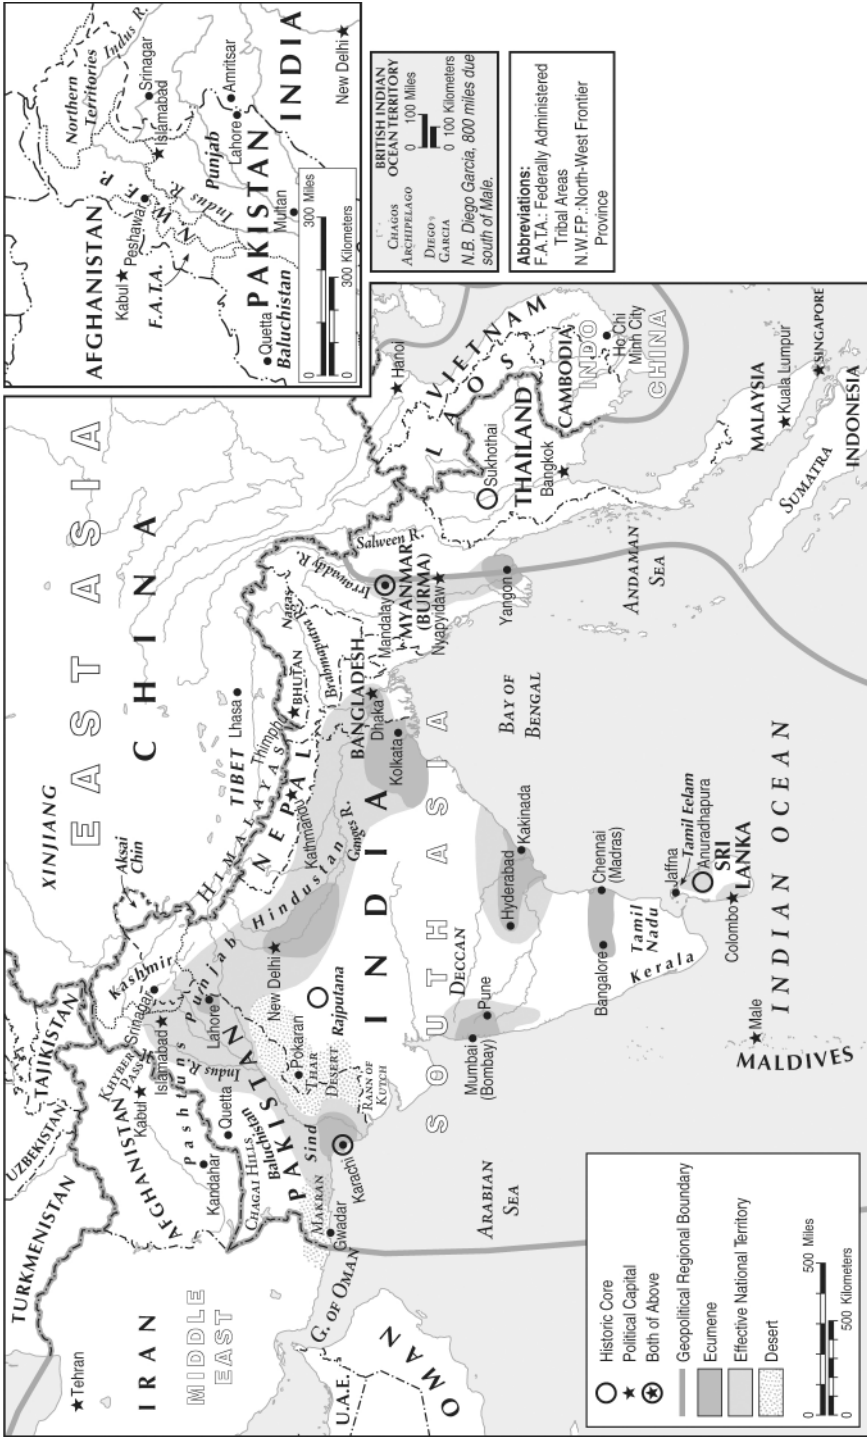 EAST ASIA
CHINA
XINJIANG
TIBET
Lhasa
Aksai
Chin
HIMALAYAS
TURKMENISTAN
UZBEKISTAN
TAJIKISTAN
Tehran
IRAN
MIDDLE
EAST
AFGHANISTAN
Kabul
KHYBER
PASS
Kandahar
Pashtuns
Quetta
CHAGAI HILLS
Baluchistan
PAKISTAN
Islamabad
Srinagar
Kashmir
Lahore
Punjab
Indus R.
Sind
MAKRAN
Gwadar
Karachi
G. OF OMAN
U.A.E.
OMAN
ARABIAN
SEA
RANN OF
KUTCH
THAR
DESERT
Pokaran
Rajputana
New Delhi
Hindustan
Ganges R.
NEPAL
Kathmandu
Thimphu
BHUTAN
Brahmaputra R.
Nagas
BANGLADESH
Dhaka
Kolkata
INDIA
SOUTH ASIA
DECCAN
Mumbai
(Bombay)
Pune
Hyderabad
Kakinada
Bangalore
Chennai
(Madras)
Tamil
Nadu
Kerala
Jaffna
Tamil Eelam
Anuradhapura
SRI
LANKA
Colombo
Male
MALDIVES
INDIAN OCEAN
BAY OF
BENGAL
ANDAMAN
SEA
Irrawaddy R.
Salween R.
Mandalay
MYANMAR
(BURMA)
Nyapyidaw
Yangon
Hanoi
VIETNAM
LAOS
Sukhothai
THAILAND
Bangkok
CAMBODIA
INDO
CHINA
Ho Chi
Minh City
MALAYSIA
Kuala Lumpur
SINGAPORE
SUMATRA
INDONESIA
AFGHANISTAN
Kabul
Peshawar
N.W.F.P.
F.A.T.A.
Northern
Territories
Indus R.
Srinagar
Islamabad
Punjab
Amritsar
Lahore
Indus R.
PAKISTAN
INDIA
New Delhi
Multan
Quetta
Baluchistan
0 300 Miles
0 300 Kilometers
BRITISH INDIAN
OCEAN TERRITORY
CHAGOS
ARCHIPELAGO
DIEGO
GARCIA
0 100 Miles
0 100 Kilometers
N.B. Diego Garcia, 800 miles due
south of Male.
Abbreviations:
F.A.T.A.: Federally Administered
Tribal Areas
N.W.F.P.:North-West Frontier
Province
Historic Core
Political Capital
Both of Above
Geopolitical Regional Boundary
Ecumene
Effective National Territory
Desert
0 500 Miles
0 500 Kilometers